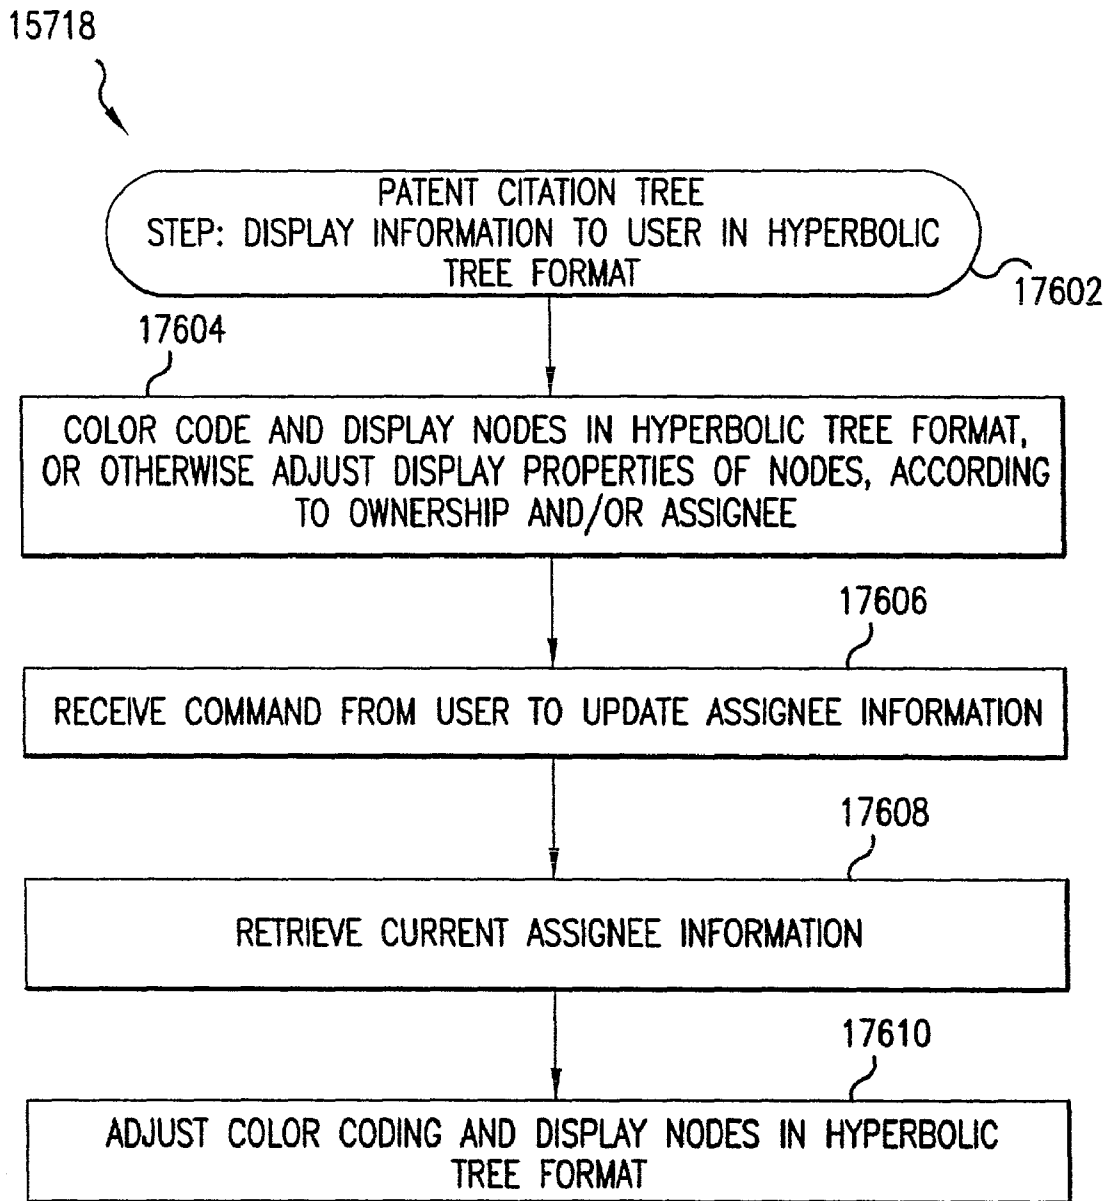 15718
PATENT CITATION TREE
STEP: DISPLAY INFORMATION TO USER IN HYPERBOLIC
TREE FORMAT
17602
17604
COLOR CODE AND DISPLAY NODES IN HYPERBOLIC TREE FORMAT,
OR OTHERWISE ADJUST DISPLAY PROPERTIES OF NODES, ACCORDING
TO OWNERSHIP AND/OR ASSIGNEE
17606
RECEIVE COMMAND FROM USER TO UPDATE ASSIGNEE INFORMATION
17608
RETRIEVE CURRENT ASSIGNEE INFORMATION
17610
ADJUST COLOR CODING AND DISPLAY NODES IN HYPERBOLIC
TREE FORMAT